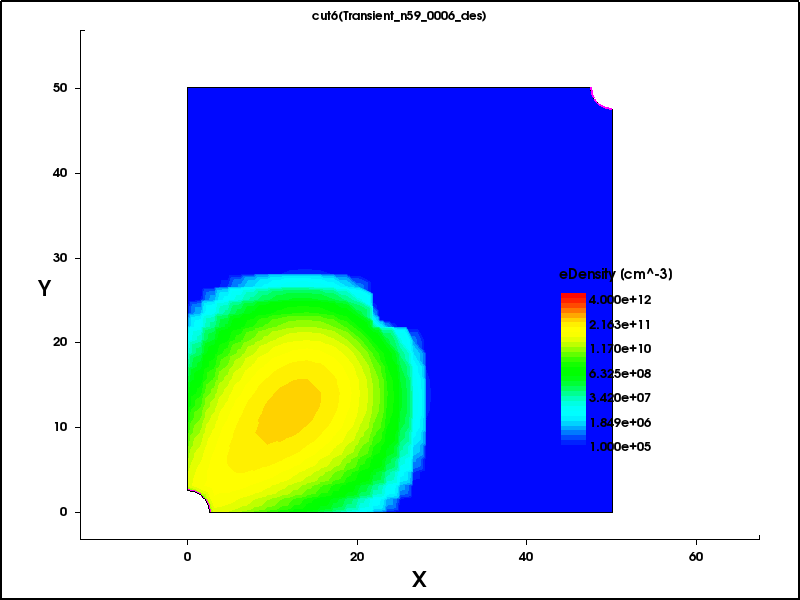 cut6(Transient_n59_0006_des)
50
40
30
20
10
0
Y
eDensity (cm^-3)
4.000e+12
2.163e+11
1.170e+10
6.325e+08
3.420e+07
1.849e+06
1.000e+05
0
20
40
60
X